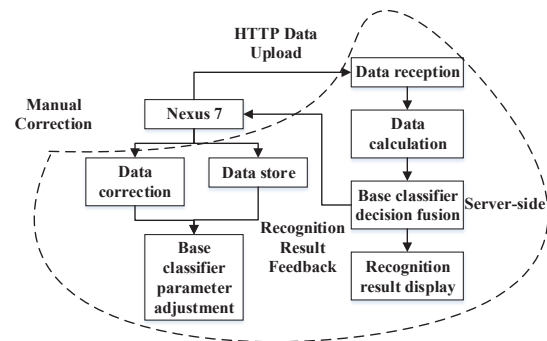 HTTP Data
Upload
Data reception
Manual
Correction
Nexus 7
Data
calculation
Data
correction
Data store
Base classifier
decision fusion
Server-side
Recognition
Result
Feedback
Base
classifier
parameter
adjustment
Recognition
result display